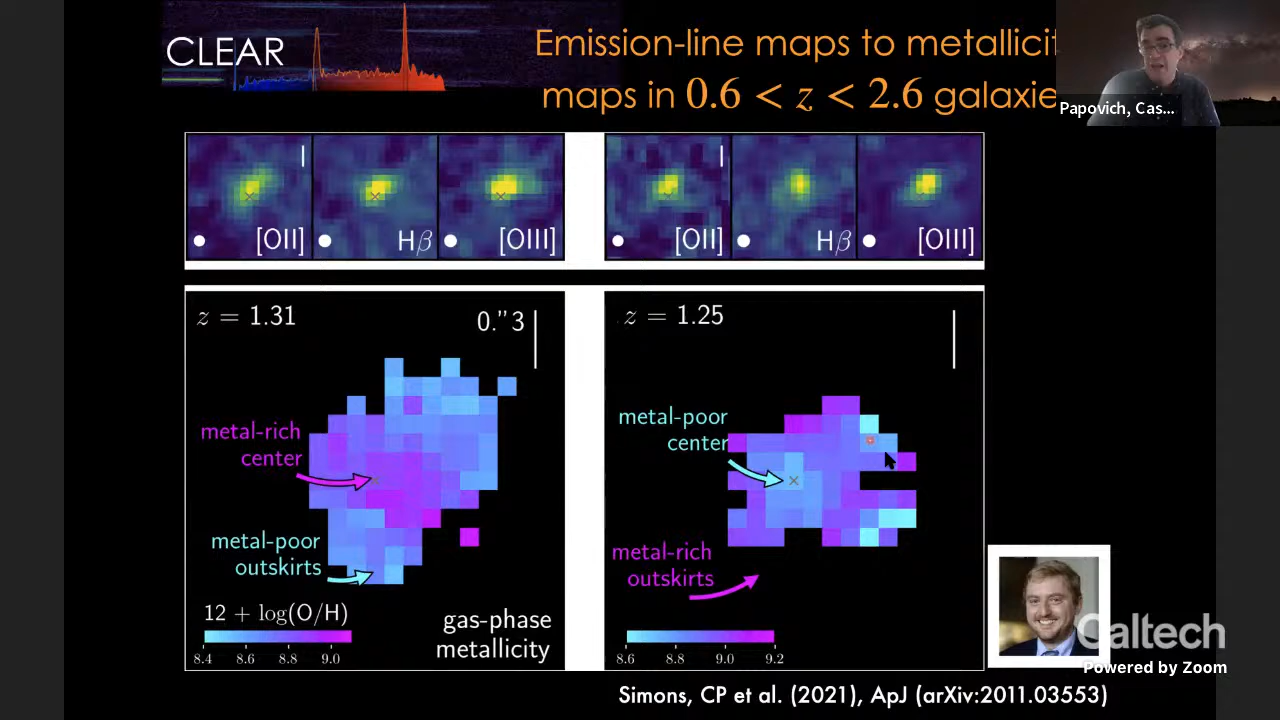 CLEAR
Emission-line maps to metallicit
maps in 0.6 < z < 2.6 galaxie
Papovich, Cas...
[OII]
Hβ
[OIII]
[OII]
Hβ
[OIII]
z = 1.31
0.''3
metal-rich
center
metal-poor
outskirts
12 + log(O/H)
8.4 8.6 8.8 9.0
gas-phase
metallicity
z = 1.25
metal-poor
center
metal-rich
outskirts
8.6 8.8 9.0 9.2
Caltech
Powered by Zoom
Simons, CP et al. (2021), ApJ (arXiv:2011.03553)